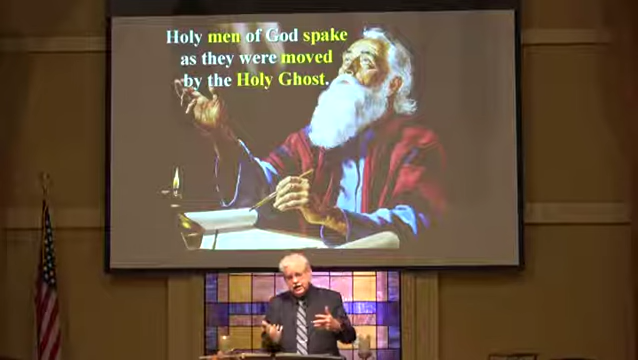 Holy men of God spake
as they were moved
by the Holy Ghost.